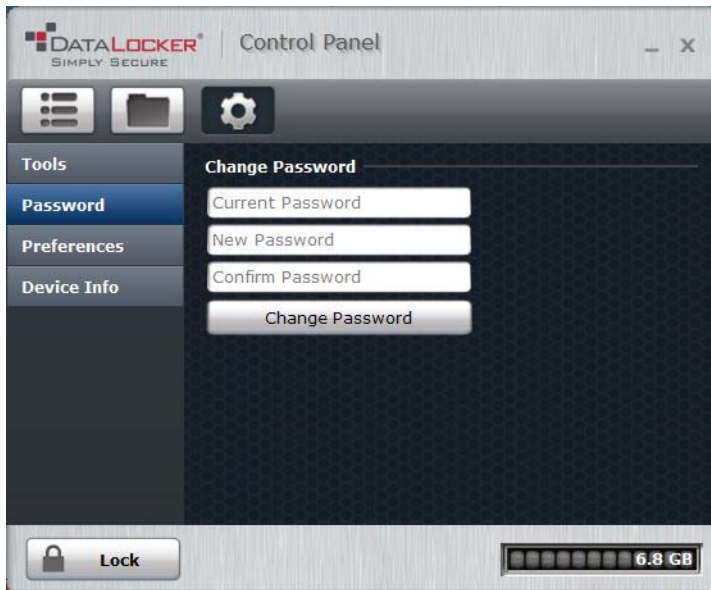 DATALOCKER® Control Panel
SIMPLY SECURE
Tools
Password
Preferences
Device Info
Change Password
Current Password
New Password
Confirm Password
Change Password
Lock
6.8 GB